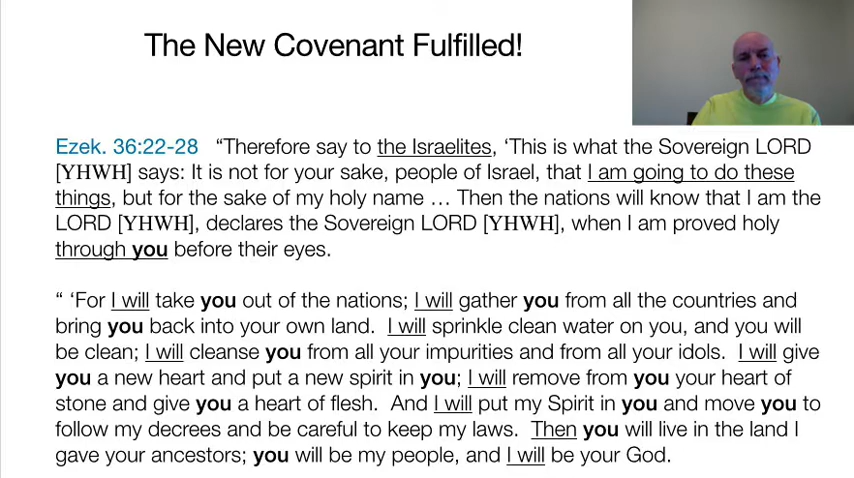 The New Covenant Fulfilled!
Ezek. 36:22-28 “Therefore say to the Israelites, ‘This is what the Sovereign LORD
[YHWH] says: It is not for your sake, people of Israel, that I am going to do these
things, but for the sake of my holy name … Then the nations will know that I am the
LORD [YHWH], declares the Sovereign LORD [YHWH], when I am proved holy
through you before their eyes.
“ ‘For I will take you out of the nations; I will gather you from all the countries and
bring you back into your own land. I will sprinkle clean water on you, and you will
be clean; I will cleanse you from all your impurities and from all your idols. I will give
you a new heart and put a new spirit in you; I will remove from you your heart of
stone and give you a heart of flesh. And I will put my Spirit in you and move you to
follow my decrees and be careful to keep my laws. Then you will live in the land I
gave your ancestors; you will be my people, and I will be your God.